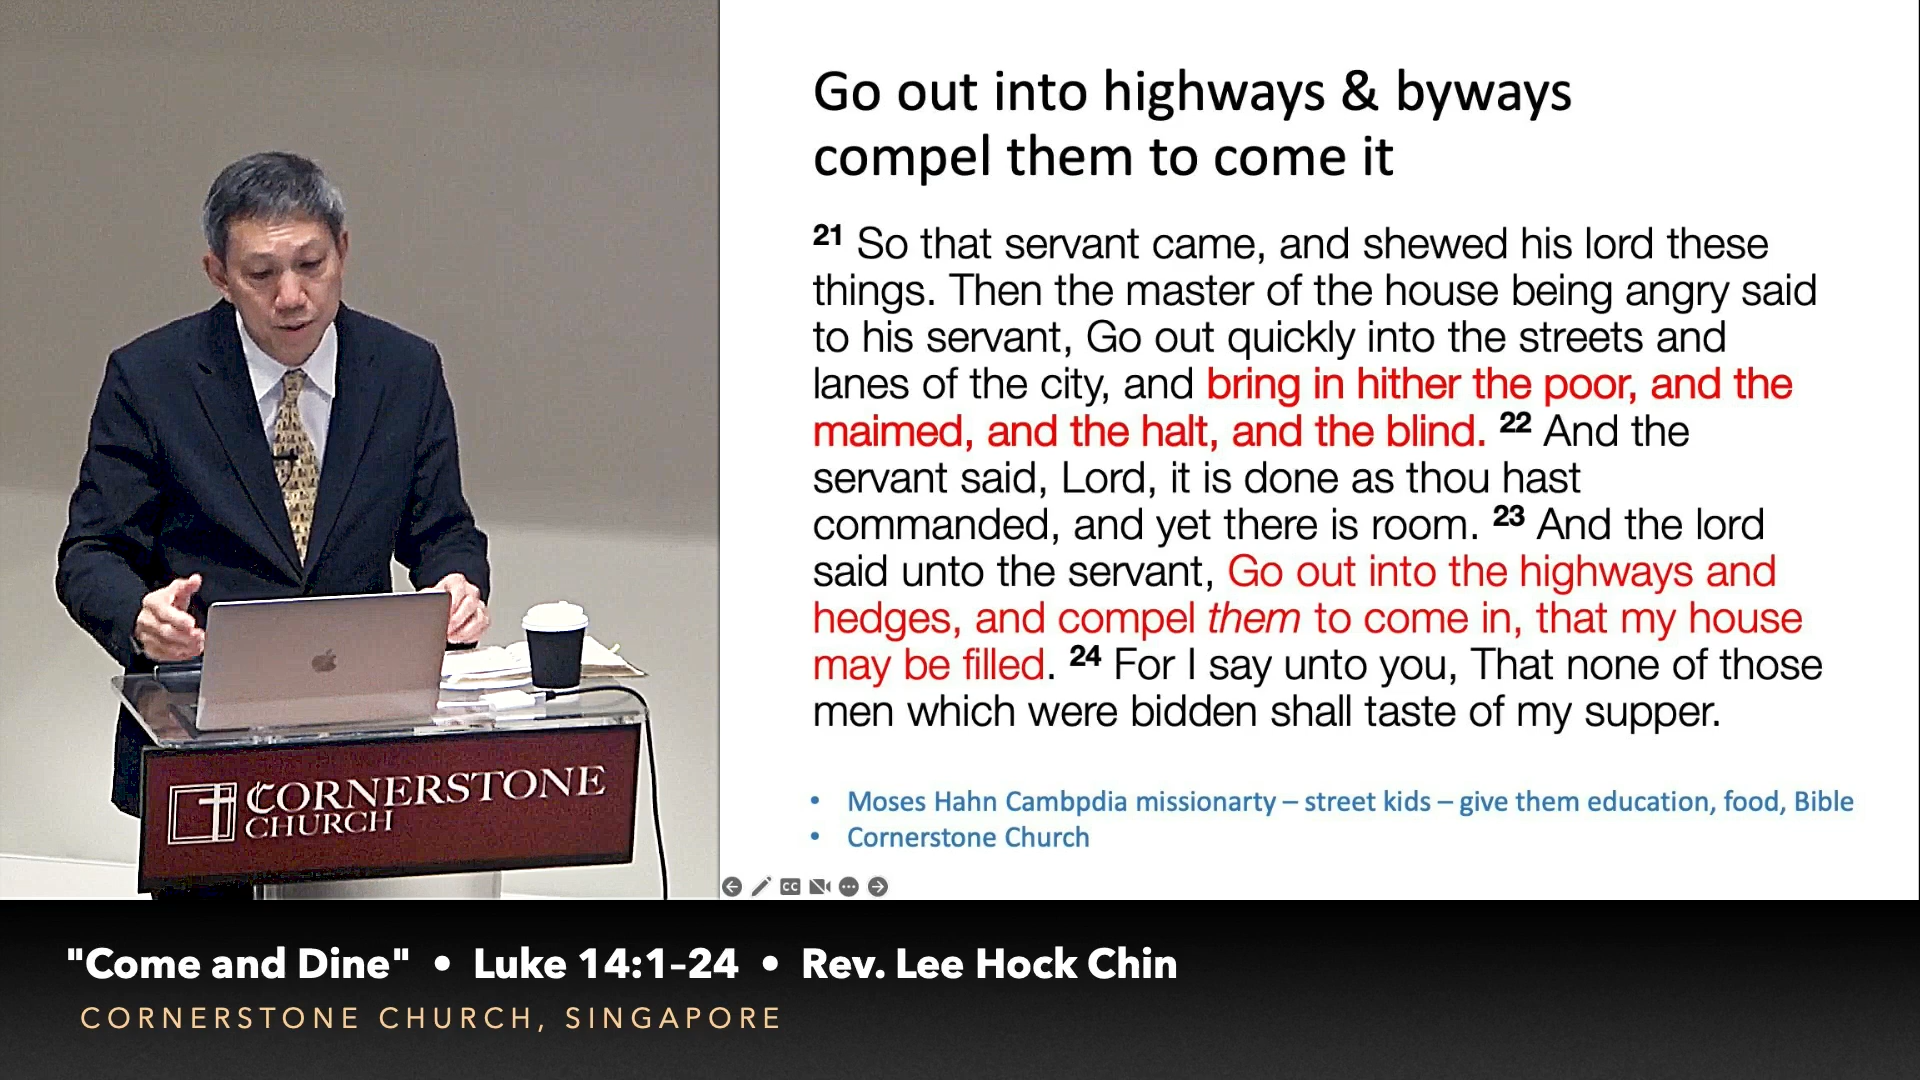 Go out into highways & byways
compel them to come it
21 So that servant came, and shewed his lord these
things. Then the master of the house being angry said
to his servant, Go out quickly into the streets and
lanes of the city, and bring in hither the poor, and the
maimed, and the halt, and the blind. 22 And the
servant said, Lord, it is done as thou hast
commanded, and yet there is room. 23 And the lord
said unto the servant, Go out into the highways and
hedges, and compel them to come in, that my house
may be filled. 24 For I say unto you, That none of those
men which were bidden shall taste of my supper.
• Moses Hahn Cambpdia missionarty – street kids – give them education, food, Bible
• Cornerstone Church
CC
CORNERSTONE
CHURCH
"Come and Dine" • Luke 14:1–24 • Rev. Lee Hock Chin
CORNERSTONE CHURCH, SINGAPORE